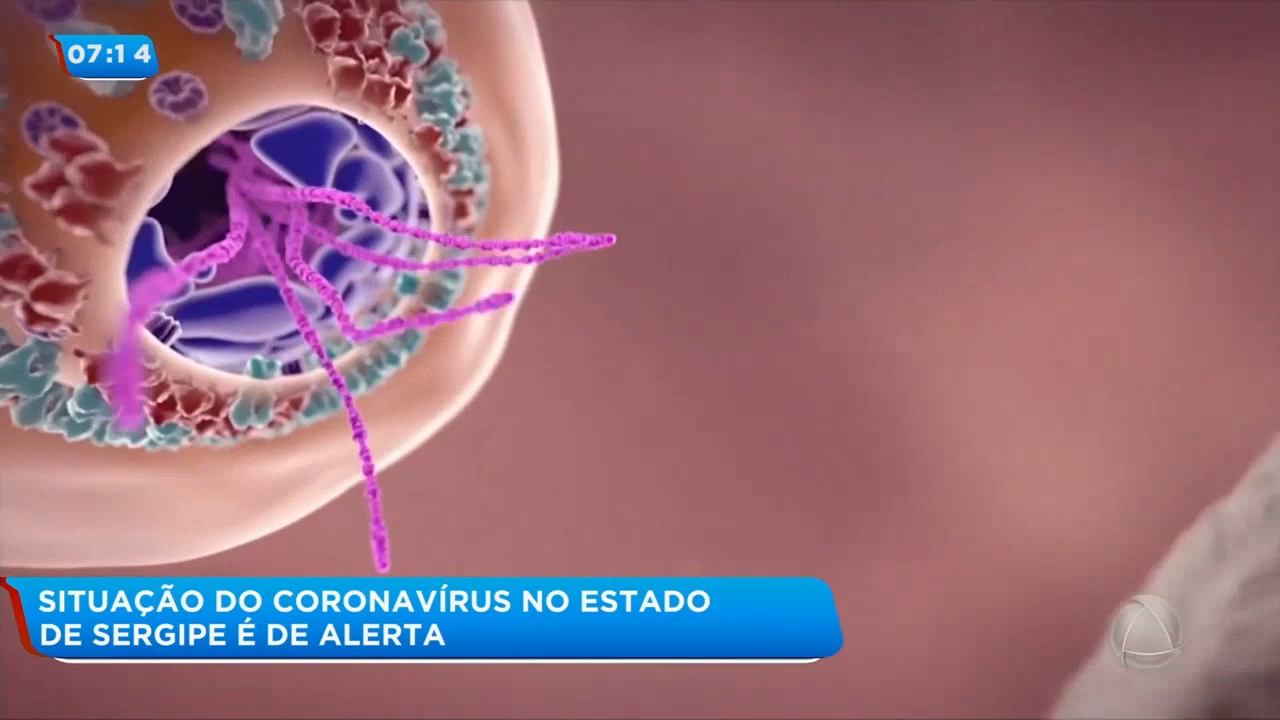 07:14
SITUAÇÃO DO CORONAVÍRUS NO ESTADO
DE SERGIPE É DE ALERTA